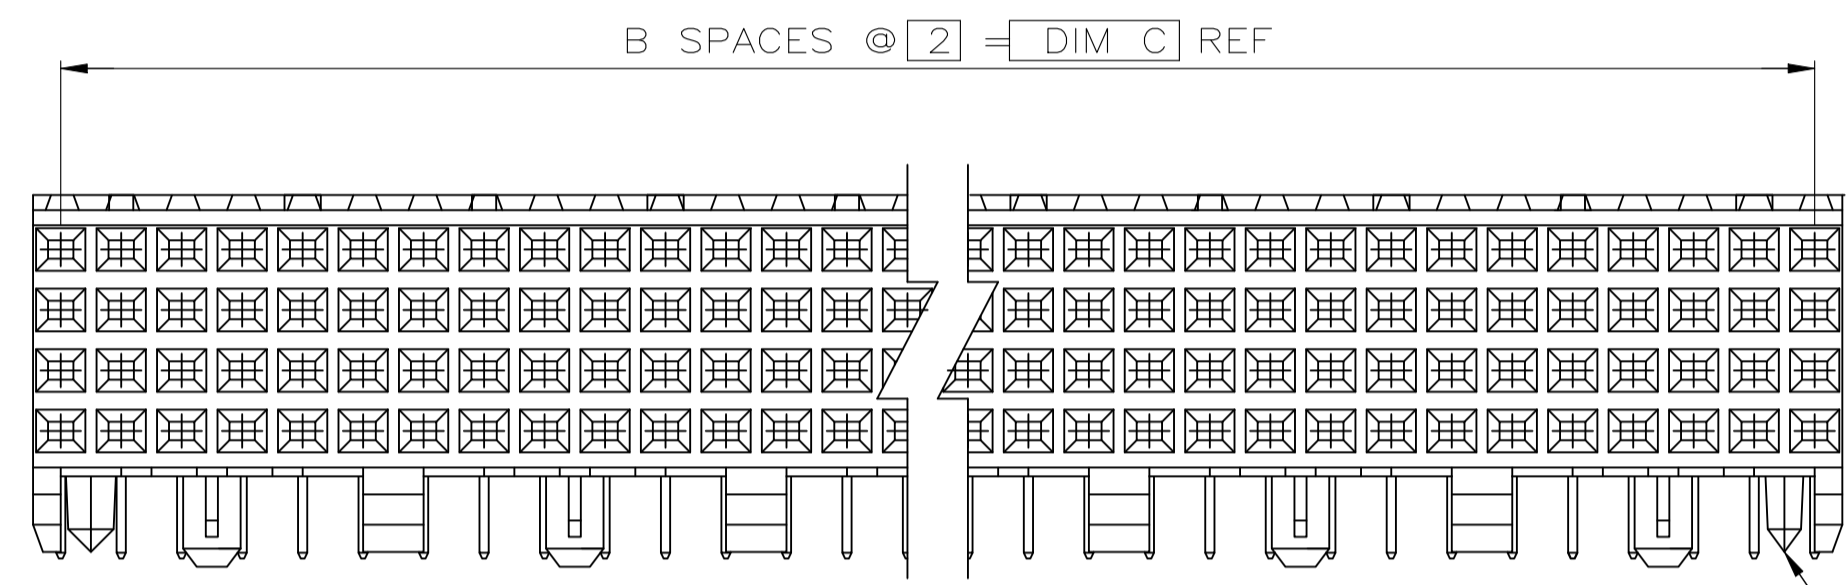 B SPACES @ 2 = DIM C REF